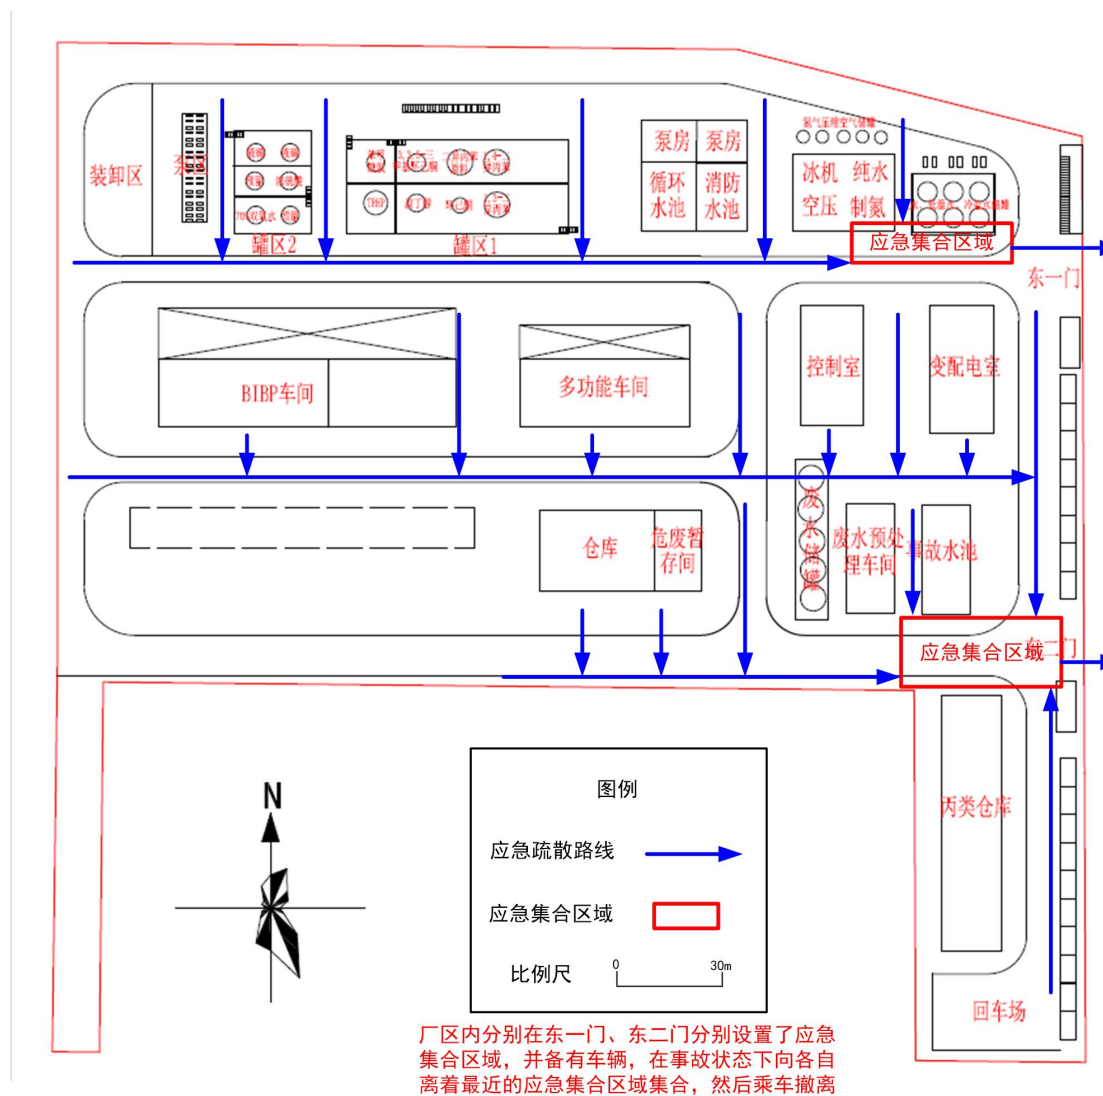 氮气压缩空气储罐
泵房 泵房
装卸区
泵区
循环
水池
消防
水池
冰机 纯水
空压 制氮
罐区2
罐区1
应急集合区域
东一门
BIBP车间
多功能车间
控制室
变配电室
废水储罐
仓库
危废暂
存间
废水预处
理车间
事故水池
应急集合区域
东二门
丙类仓库
回车场
N
图例
应急疏散路线
应急集合区域
比例尺
0 30m
厂区内分别在东一门、东二门分别设置了应急
集合区域，并备有车辆，在事故状态下向各自
离着最近的应急集合区域集合，然后乘车撤离